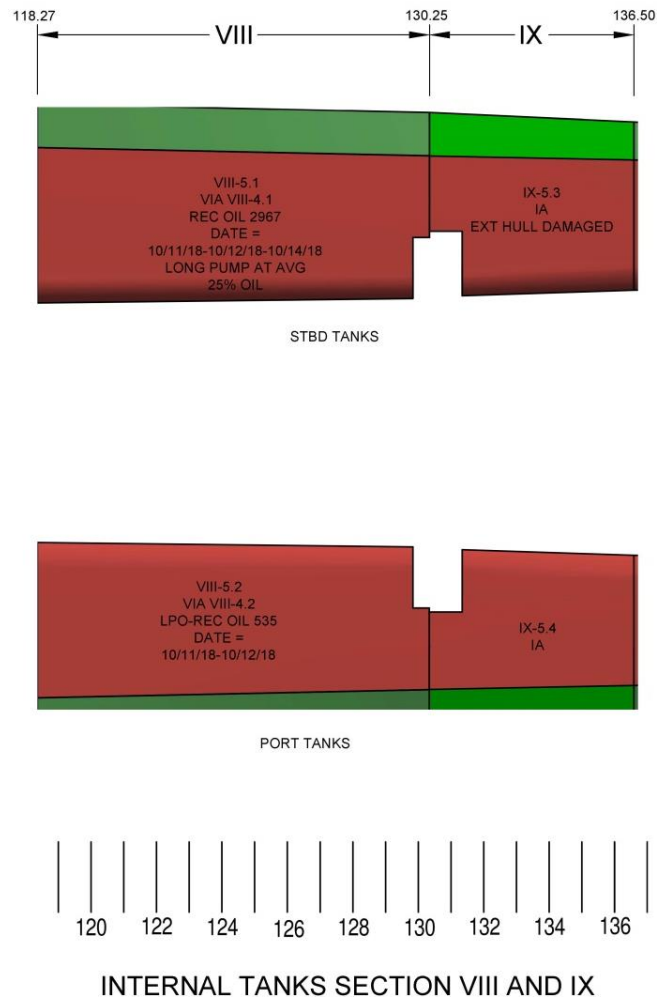 118.27 130.25 136.50
VIII IX
VIII-5.1
VIA VIII-4.1
REC OIL 2967
DATE =
10/11/18-10/12/18-10/14/18
LONG PUMP AT AVG
25% OIL
IX-5.3
IA
EXT HULL DAMAGED
STBD TANKS
VIII-5.2
VIA VIII-4.2
LPO-REC OIL 535
DATE =
10/11/18-10/12/18
IX-5.4
IA
PORT TANKS
120 122 124 126 128 130 132 134 136
INTERNAL TANKS SECTION VIII AND IX